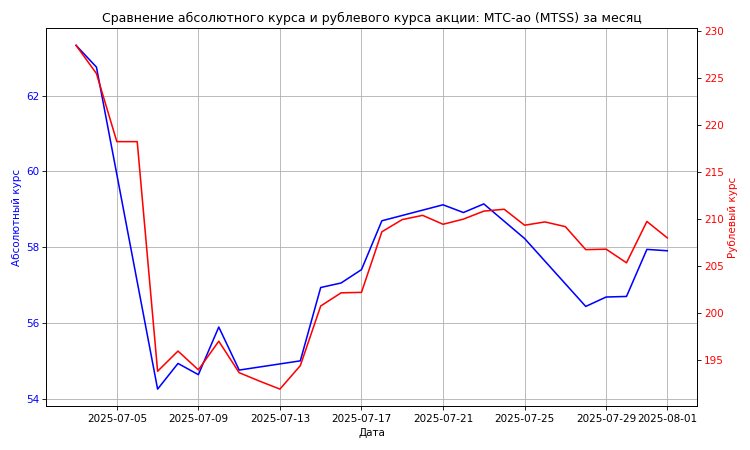 Сравнение абсолютного курса и рублевого курса акции: МТС-ао (MTSS) за месяц
230
225
62
220
60
215
Абсолютный курс
Рублевый курс
210
58
205
200
56
195
54
2025-07-05 2025-07-09 2025-07-13 2025-07-17 2025-07-21 2025-07-25 2025-07-29 2025-08-01
Дата